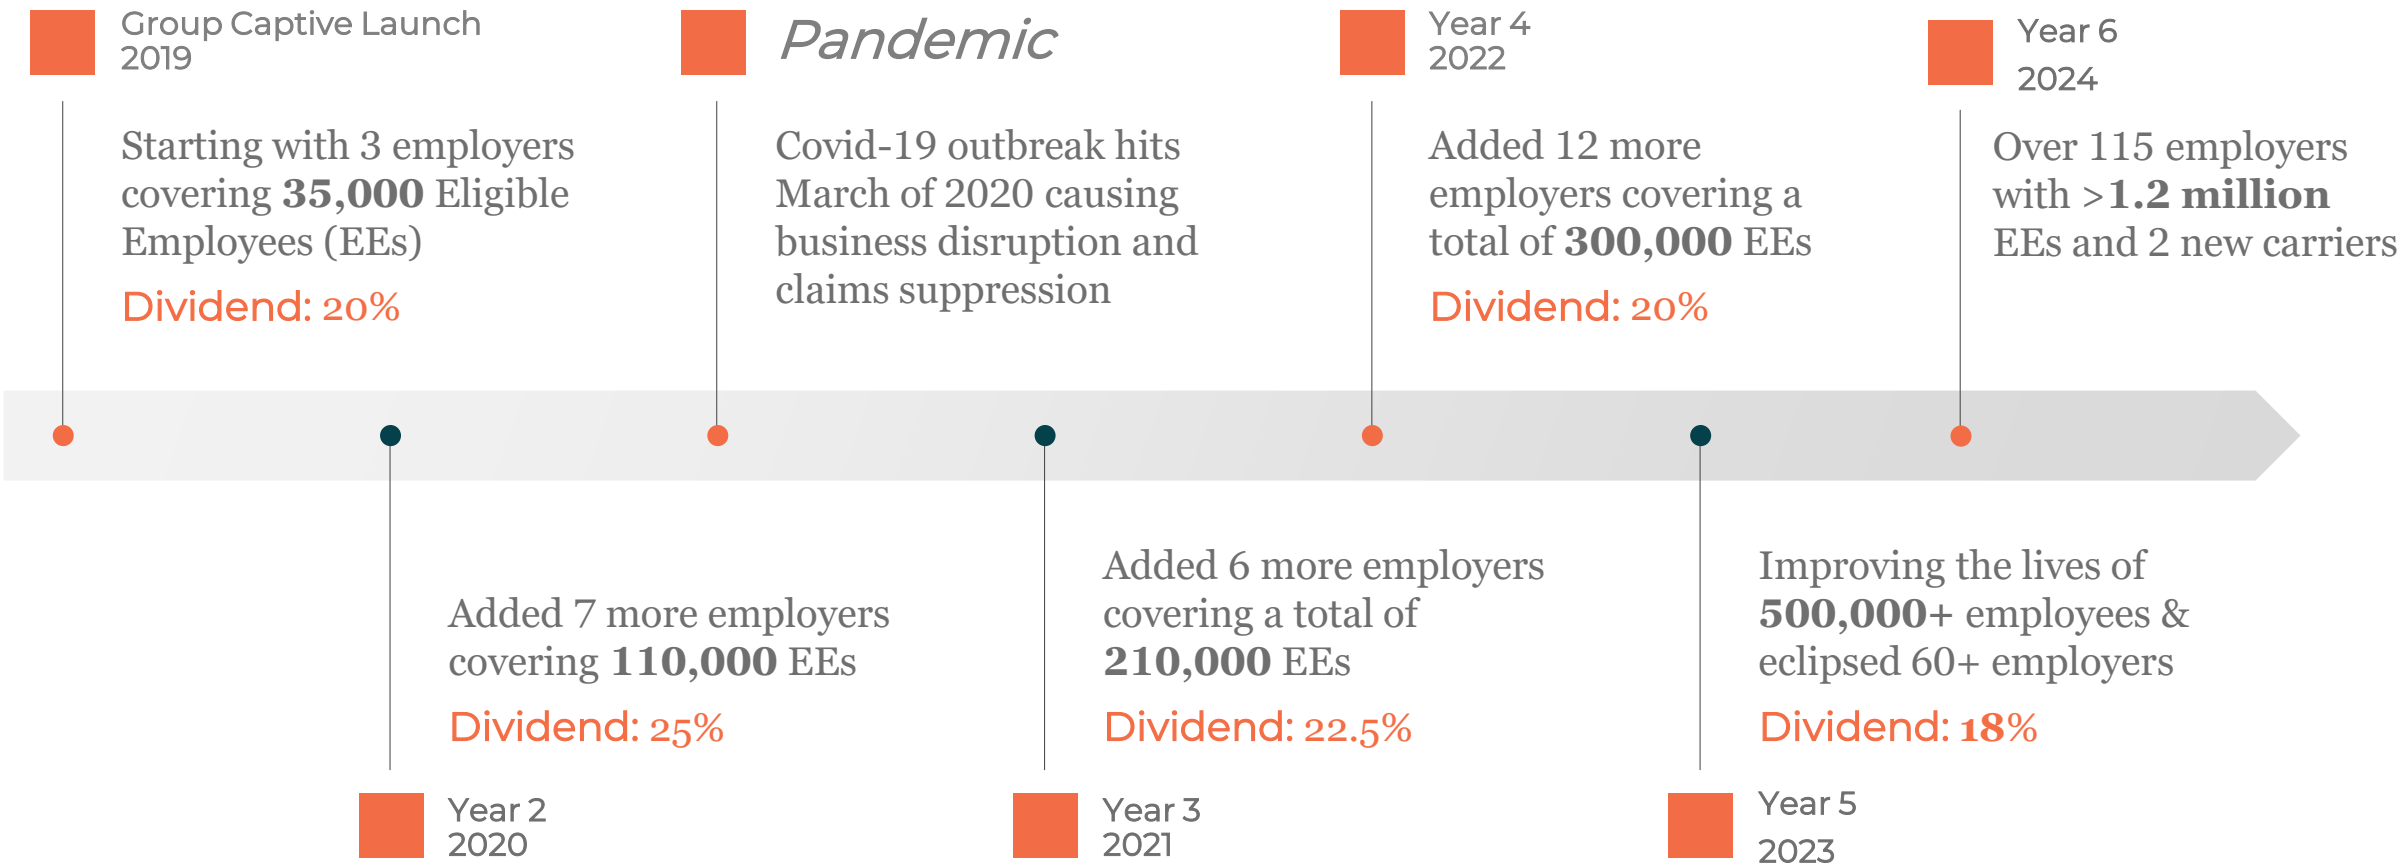 Group Captive Launch
2019
Starting with 3 employers
covering 35,000 Eligible
Employees (EEs)
Dividend: 20%
Pandemic
Covid-19 outbreak hits
March of 2020 causing
business disruption and
claims suppression
Year 4
2022
Added 12 more
employers covering a
total of 300,000 EEs
Dividend: 20%
Year 6
2024
Over 115 employers
with >1.2 million
EEs and 2 new carriers
Added 7 more employers
covering 110,000 EEs
Dividend: 25%
Year 2
2020
Added 6 more employers
covering a total of
210,000 EEs
Dividend: 22.5%
Year 3
2021
Improving the lives of
500,000+ employees &
eclipsed 60+ employers
Dividend: 18%
Year 5
2023